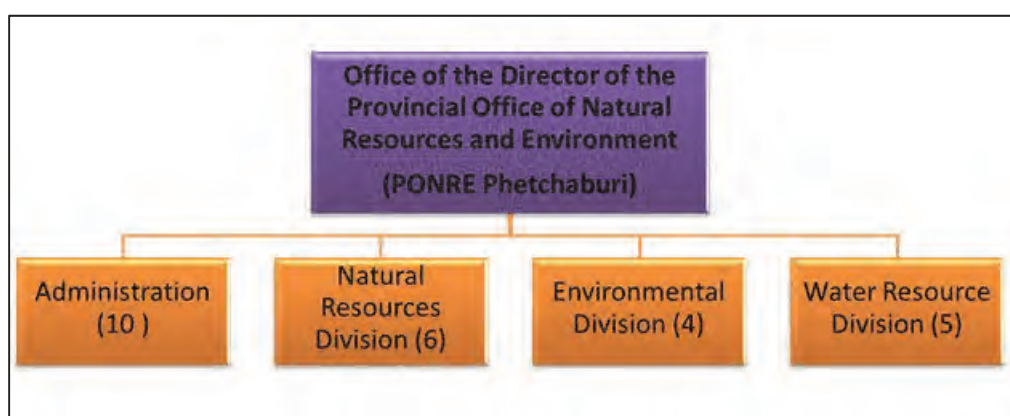 Office of the Director of the
Provincial Office of Natural
Resources and Environment
(PONRE Phetchaburi)
Administration
(10 )
Natural
Resources
Division (6)
Environmental
Division (4)
Water Resource
Division (5)